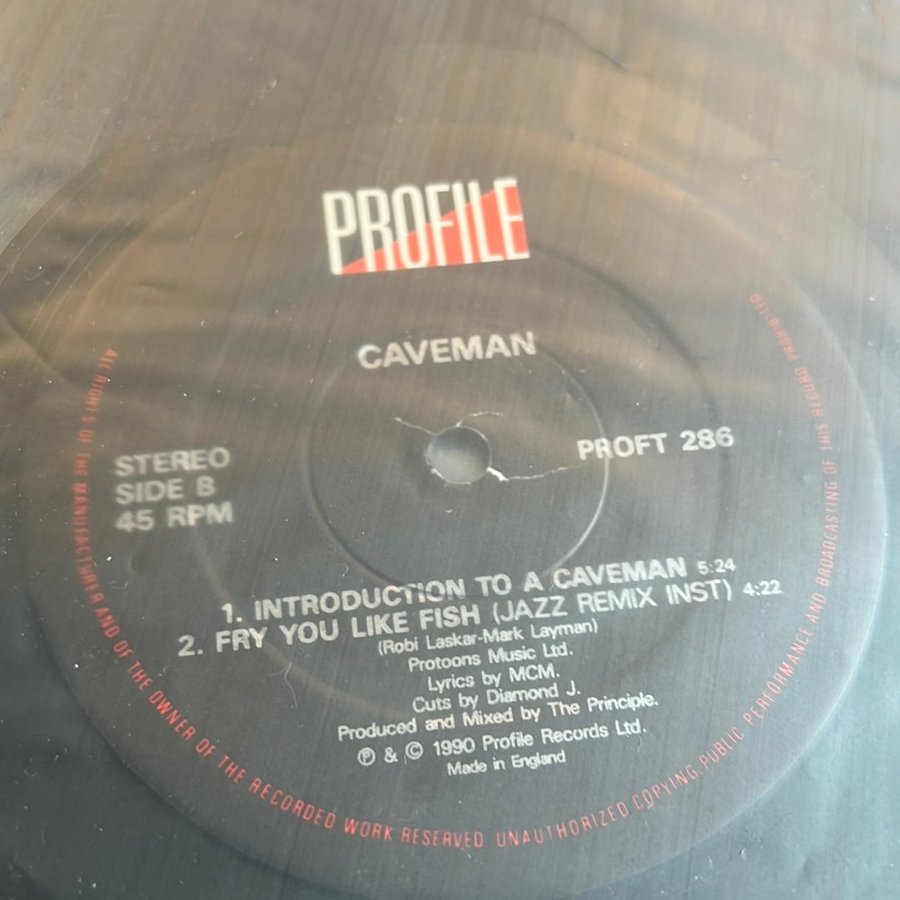 PROFILE
CAVEMAN
STEREO
SIDE B
45 RPM
PROFT 286
1. INTRODUCTION TO A CAVEMAN 5:24
2. FRY YOU LIKE FISH (JAZZ REMIX INST) 4:22
(Robi Laskar-Mark Layman)
Protoons Music Ltd.
Lyrics by MCM.
Cuts by Diamond J.
Produced and Mixed by The Principle.
℗ & © 1990 Profile Records Ltd.
Made in England
ALL RIGHTS OF THE MANUFACTURER AND OF THE OWNER OF THE RECORDED WORK RESERVED UNAUTHORIZED COPYING PUBLIC PERFORMANCE AND BROADCASTING OF THIS RECORD PROHIBITED